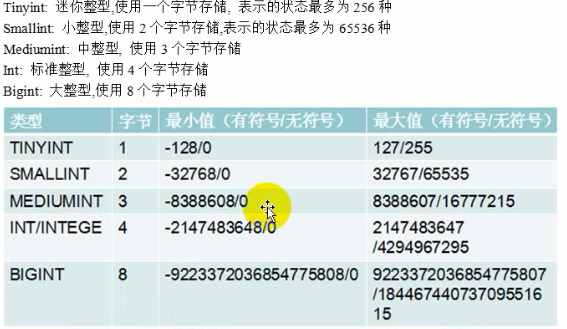 Tinyint: 迷你整型,使用一个字节存储, 表示的状态最多为 256 种
Smallint: 小整型,使用 2 个字节存储,表示的状态最多为 65536 种
Mediumint: 中整型, 使用 3 个字节存储
Int: 标准整型, 使用 4 个字节存储
Bigint: 大整型,使用 8 个字节存储
类型 字节 最小值（有符号/无符号） 最大值（有符号/无符号）
TINYINT 1 -128/0 127/255
SMALLINT 2 -32768/0 32767/65535
MEDIUMINT 3 -8388608/0 8388607/16777215
INT/INTEGE 4 -2147483648/0 2147483647
/4294967295
BIGINT 8 -9223372036854775808/0 9223372036854775807
/184467440737095516
15